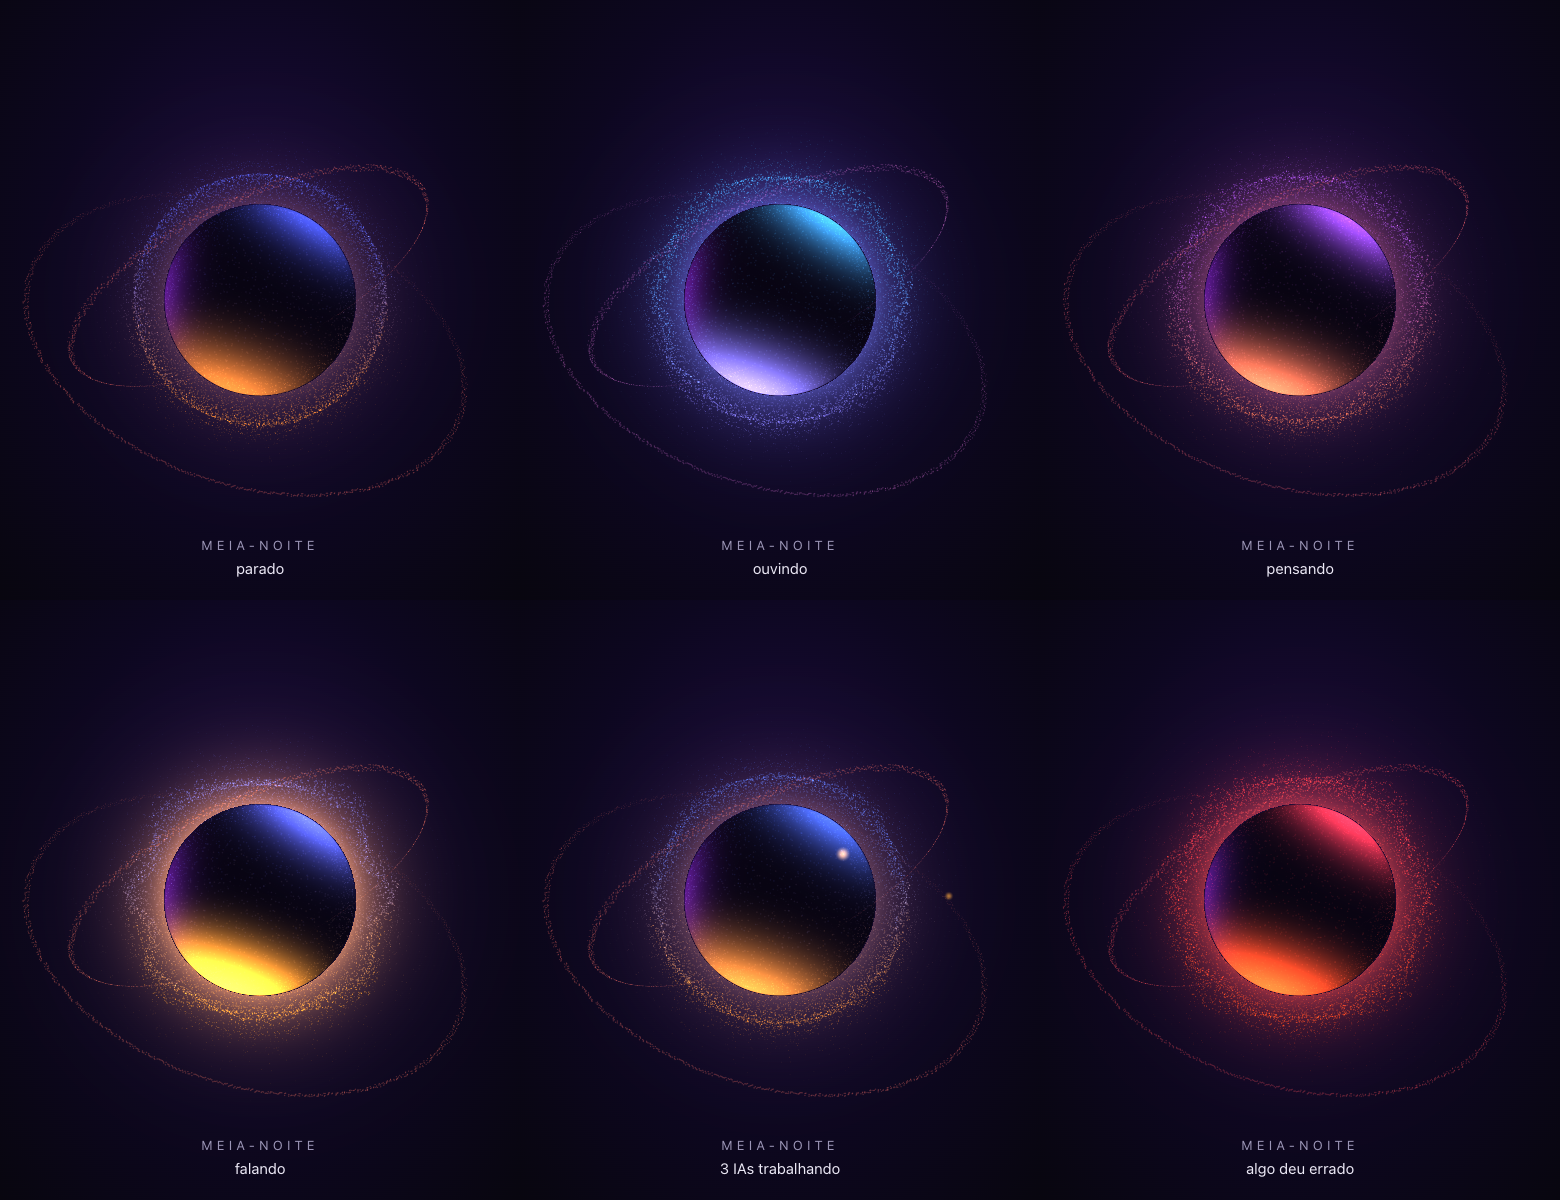 MEIA-NOITE
parado
MEIA-NOITE
ouvindo
MEIA-NOITE
pensando
MEIA-NOITE
falando
MEIA-NOITE
3 IAs trabalhando
MEIA-NOITE
algo deu errado